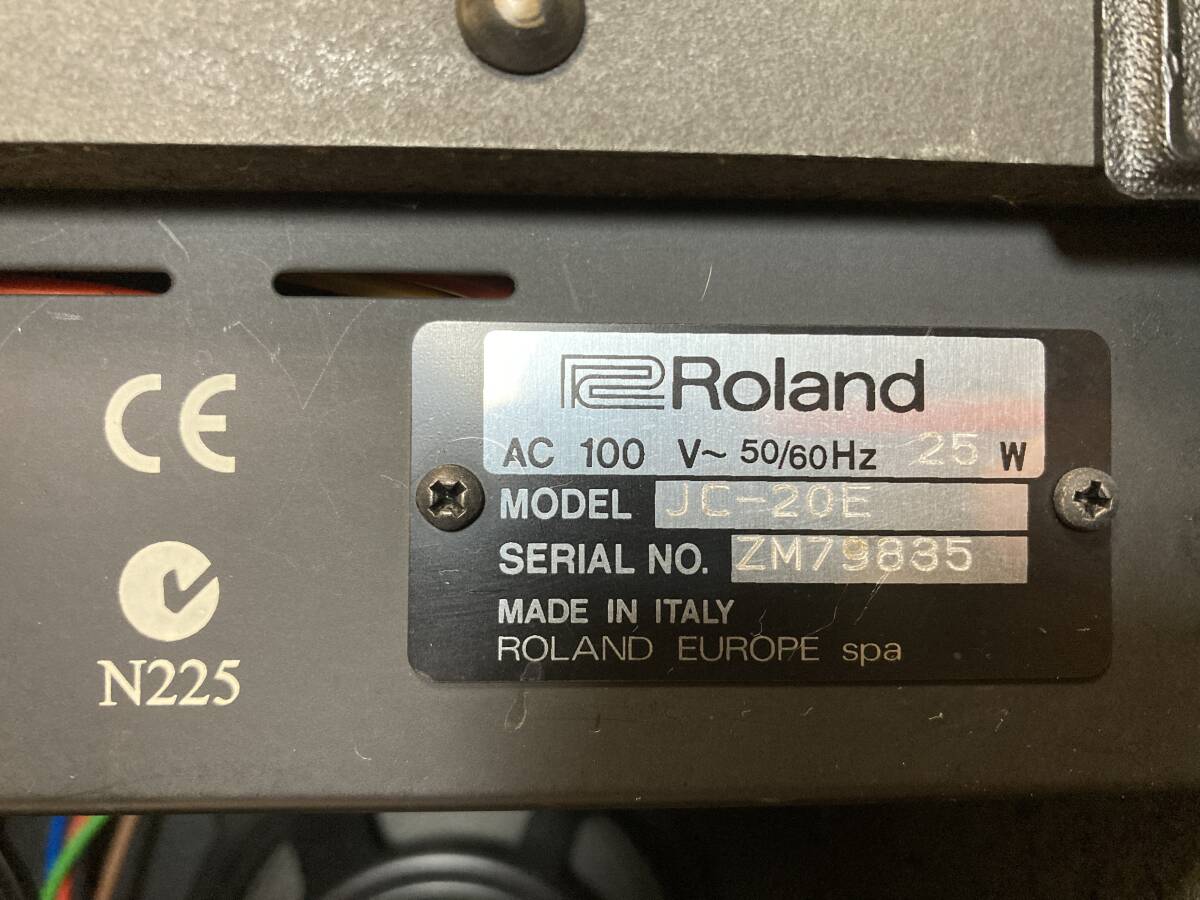 Roland
AC 100 V~ 50/60Hz 25 W
MODEL JC-20E
SERIAL NO. ZM79835
MADE IN ITALY
ROLAND EUROPE spa
CE
N225